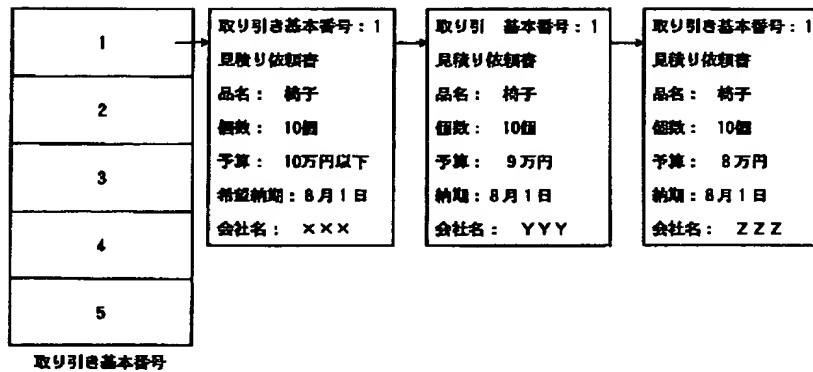 1
2
3
4
5
取り引き基本番号
取り引き基本番号：1
見積り依頼書
品名： 椅子
個数： 10個
予算： 10万円以下
希望納期：8月1日
会社名： ×××
取り引 基本番号：1
見積り依頼書
品名： 椅子
個数： 10個
予算： 9万円
納期：8月1日
会社名： YYY
取り引き基本番号：1
見積り依頼書
品名： 椅子
個数： 10個
予算： 8万円
納期：8月1日
会社名： ZZZ